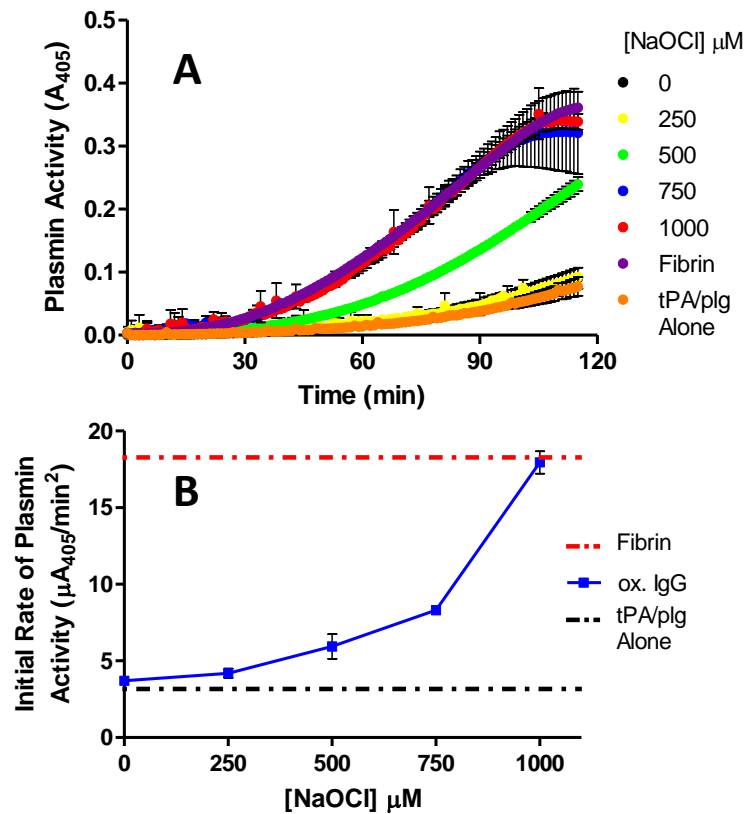 A
[NaOCl] μM
0
250
500
750
1000
Fibrin
tPA/plg
Alone
Plasmin Activity (A405)
0.5
0.4
0.3
0.2
0.1
0.0
0 30 60 90 120
Time (min)
B
Initial Rate of Plasmin
Activity (μA405/min2)
20
15
10
5
0
0 250 500 750 1000
[NaOCl] μM
Fibrin
ox. IgG
tPA/plg
Alone